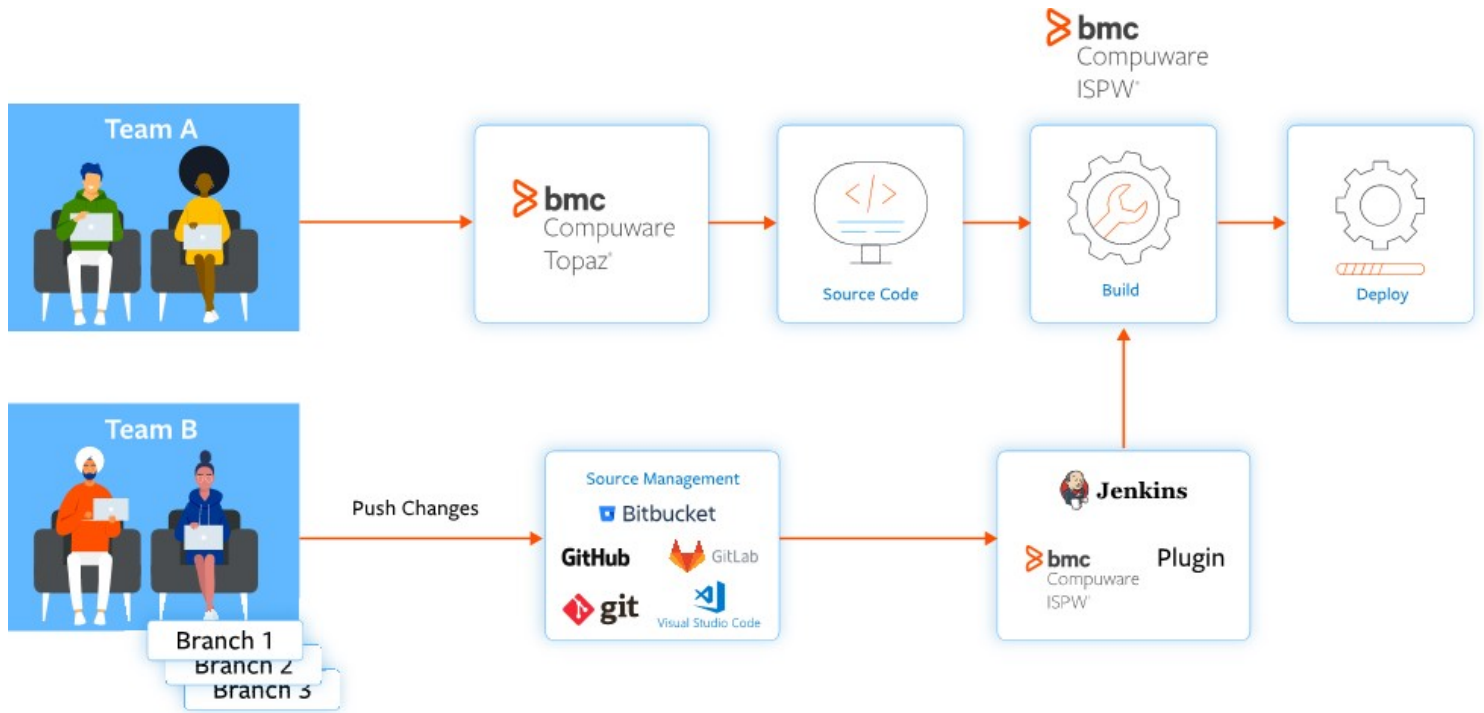 bmc
Compuware
ISPW®
Team A
bmc
Compuware
Topaz®
</>
Source Code
Build
Deploy
Team B
Push Changes
Source Management
Bitbucket
GitHub
GitLab
git
Visual Studio Code
Jenkins
bmc
Compuware
ISPW®
Plugin
Branch 1
Branch 2
Branch 3